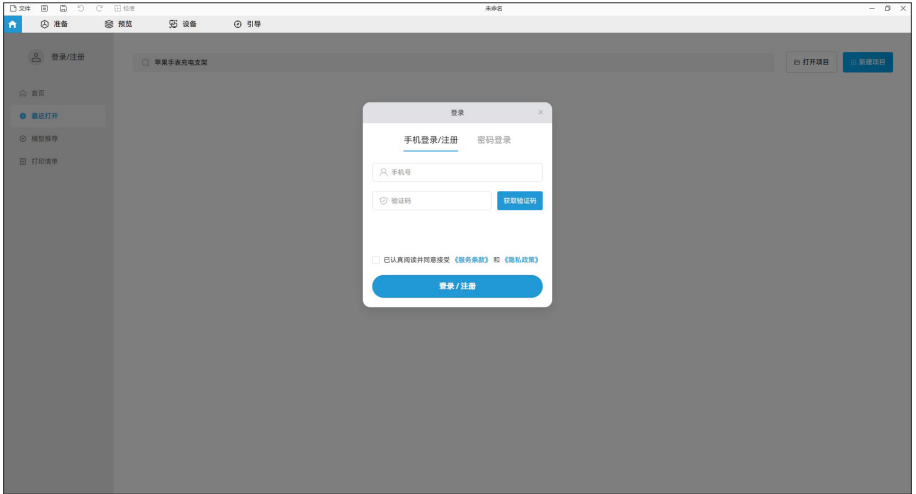 文件 校准 未命名
准备 预览 设备 引导
登录/注册
苹果手表充电支架
打开项目 新建项目
首页
最近打开
模型推荐
打印清单
登录
手机登录/注册 密码登录
手机号
验证码 获取验证码
已认真阅读并同意接受 《服务条款》 和 《隐私政策》
登录 / 注册